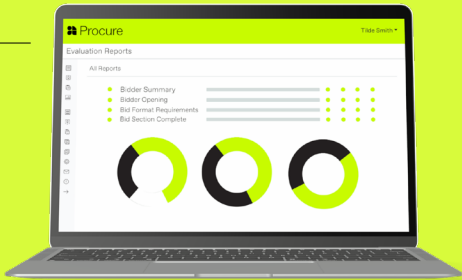 Procure
Tilde Smith
Evaluation Reports
All Reports
Bidder Summary
Bidder Opening
Bid Format Requirements
Bid Section Complete